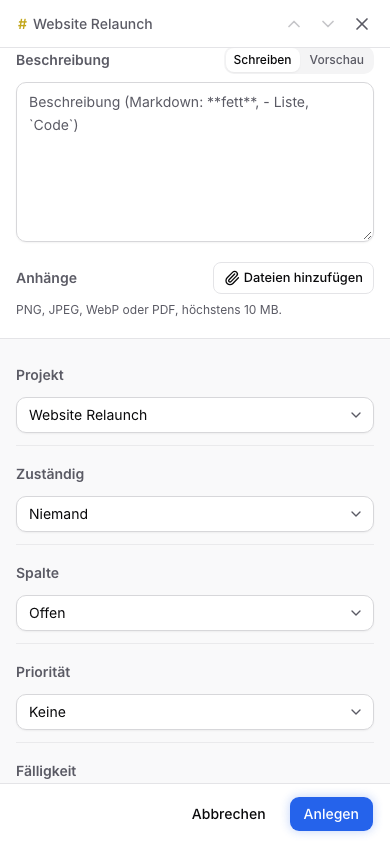 # Website Relaunch
Beschreibung
Schreiben
Vorschau
Beschreibung (Markdown: **fett**, - Liste,
`Code`)
Anhänge
Dateien hinzufügen
PNG, JPEG, WebP oder PDF, höchstens 10 MB.
Projekt
Website Relaunch
Zuständig
Niemand
Spalte
Offen
Priorität
Keine
Fälligkeit
Abbrechen
Anlegen